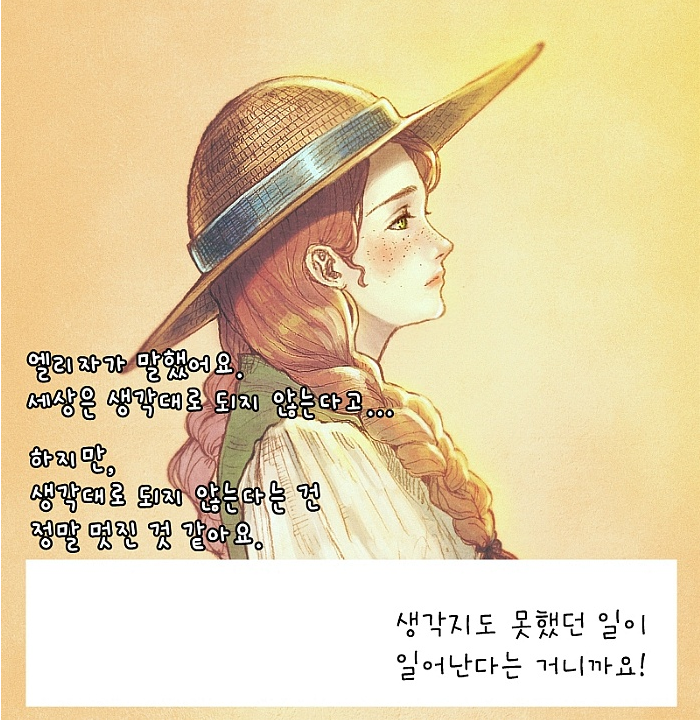 엘리자가 말했어요.
세상은 생각대로 되지 않는다고...
하지만,
생각대로 되지 않는다는 건
정말 멋진 것 같아요.
생각지도 못했던 일이
일어난다는 거니까요!